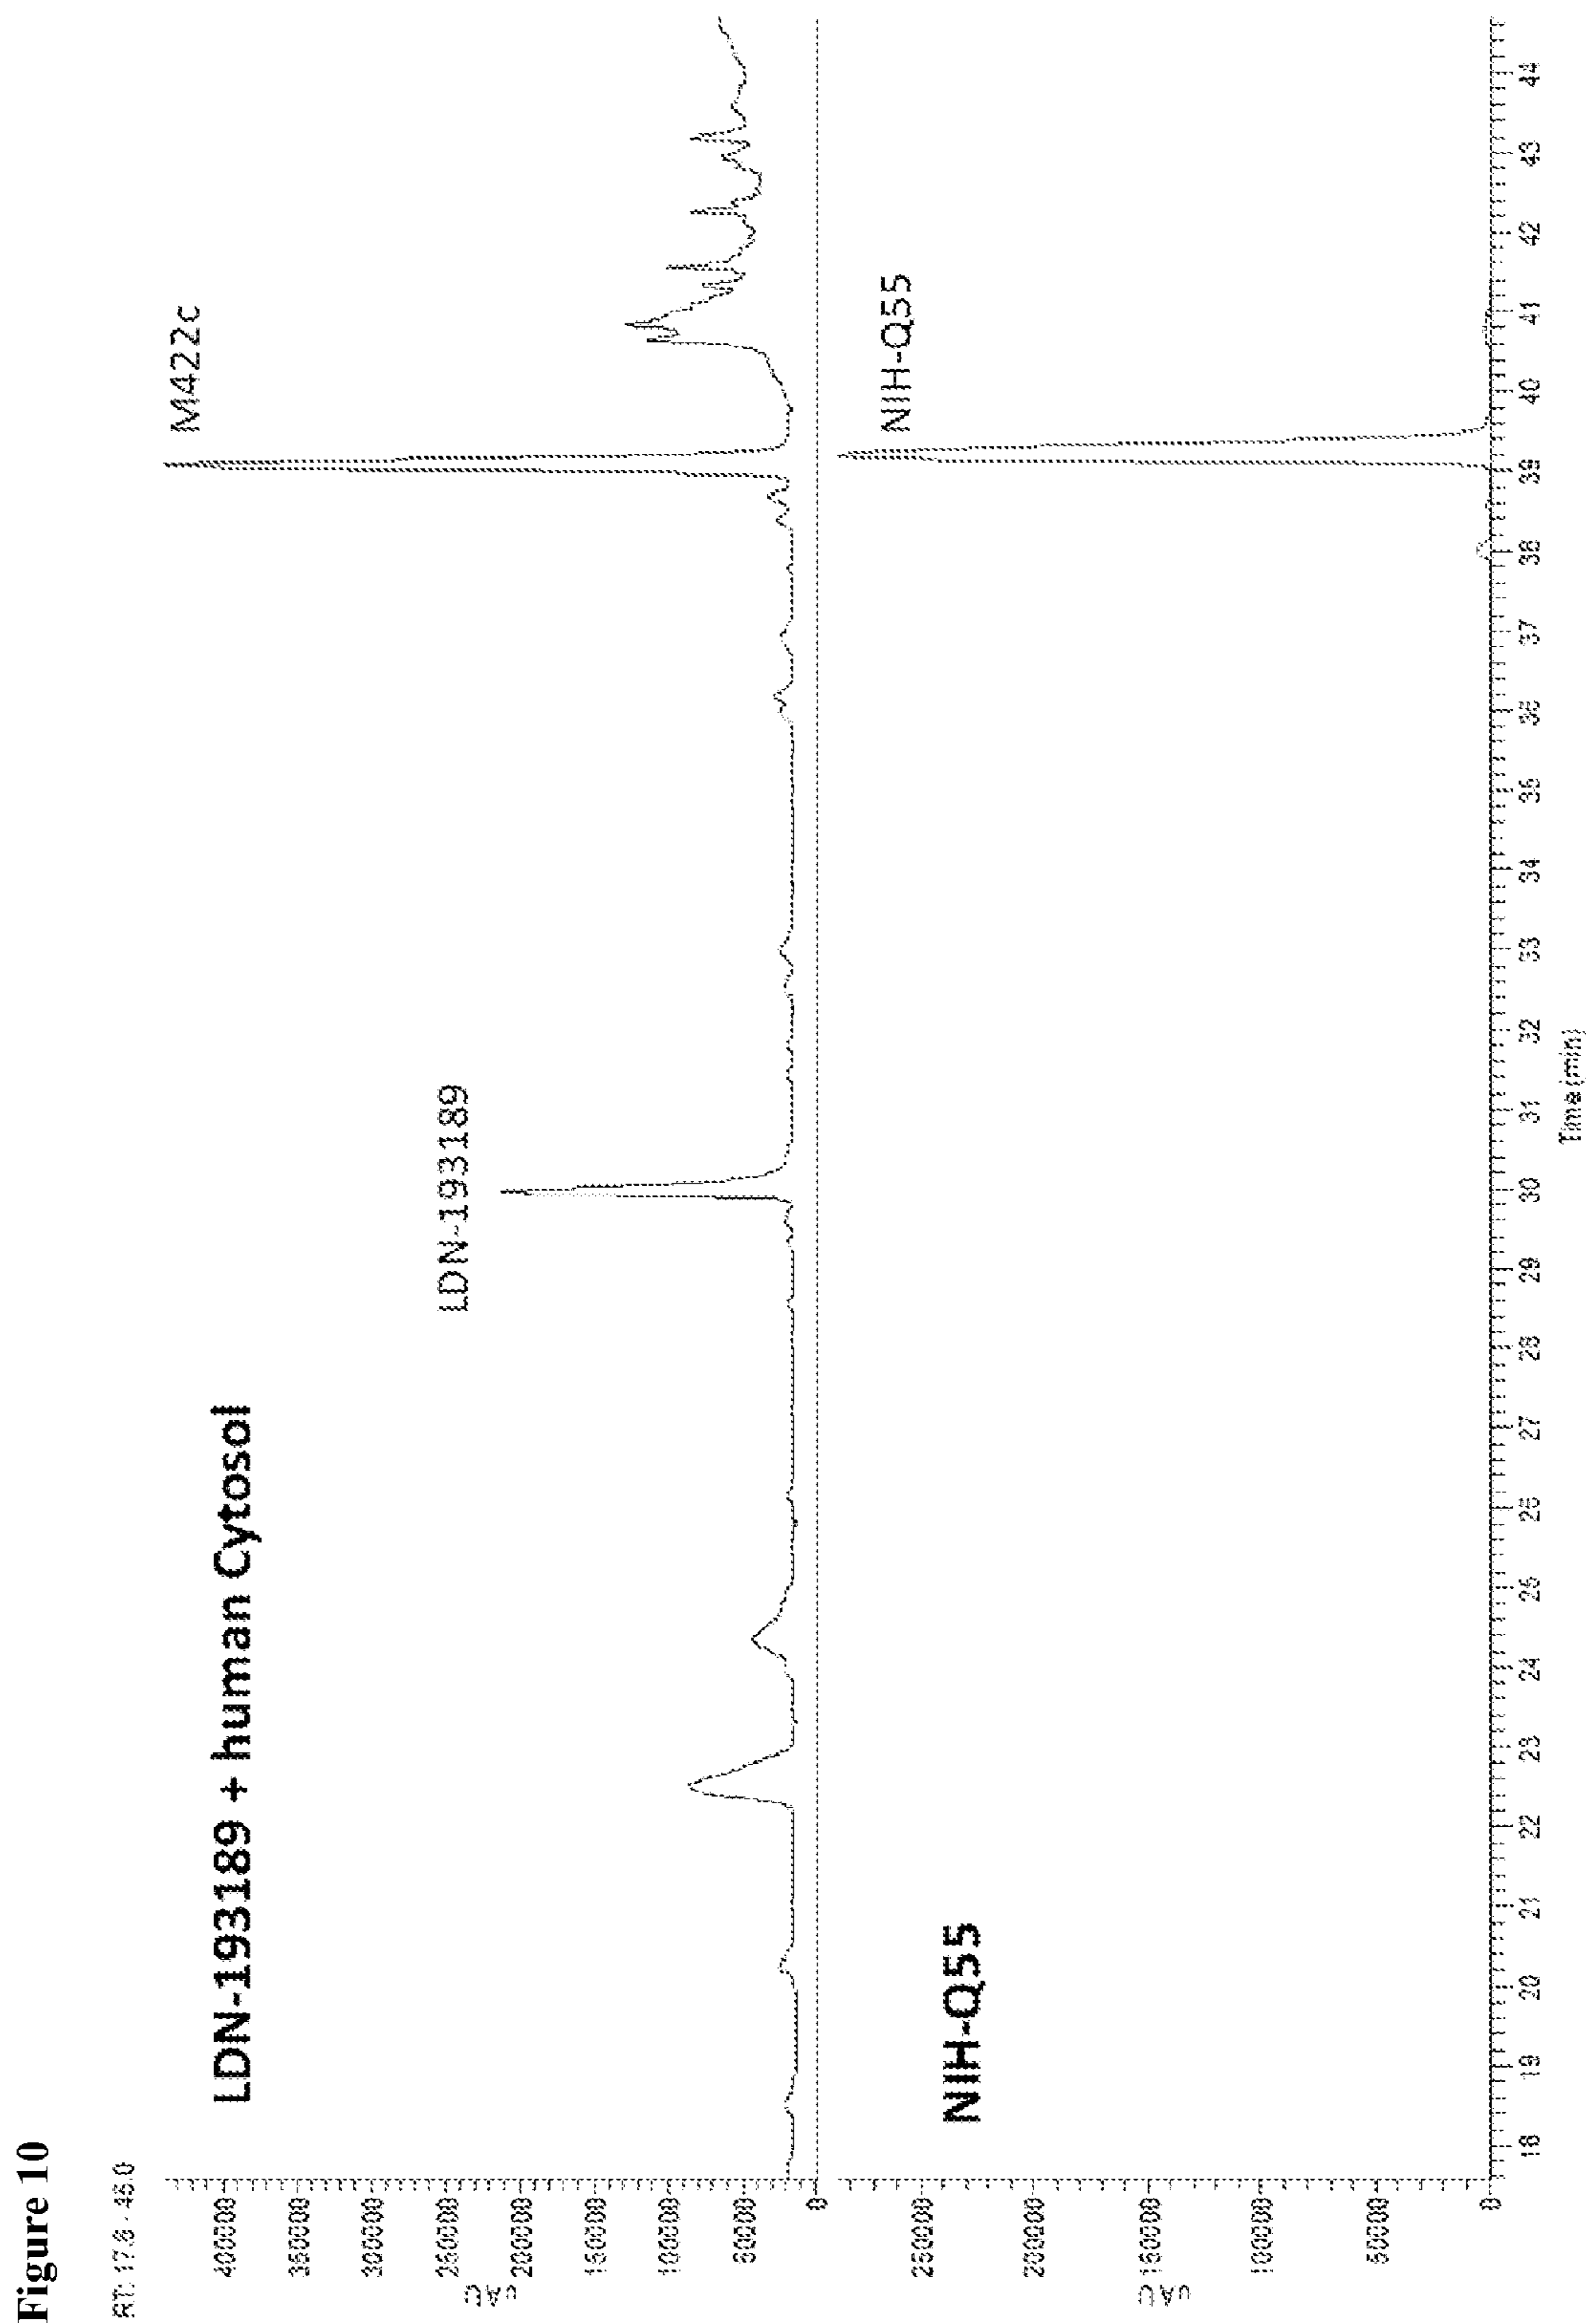 Figure 10
RT: 17.6 - 45.0
LDN-193189 + human Cytosol
LDN-193189
M422c
400000
350000
300000
250000
200000
150000
100000
50000
0
uAU
NIH-Q55
NIH-Q55
250000
200000
150000
100000
50000
0
uAU
18 19 20 21 22 23 24 25 26 27 28 29 30 31 32 33 34 35 36 37 38 39 40 41 42 43 44
Time (min)